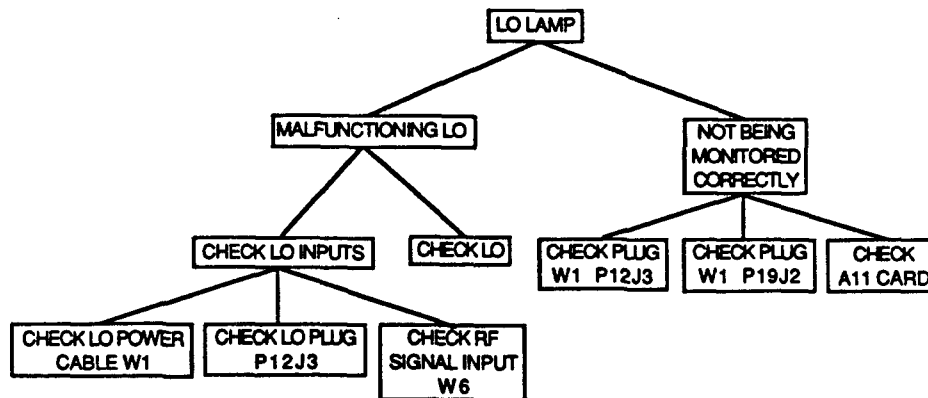 LO LAMP
MALFUNCTIONING LO
NOT BEING
MONITORED
CORRECTLY
CHECK LO INPUTS
CHECK LO
CHECK PLUG
W1 P12J3
CHECK PLUG
W1 P19J2
CHECK
A11 CARD
CHECK LO POWER
CABLE W1
CHECK LO PLUG
P12J3
CHECK RF
SIGNAL INPUT
W6